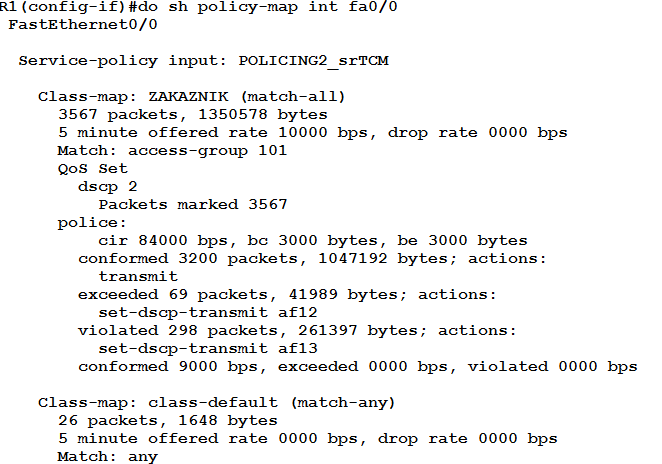 R1(config-if)#do sh policy-map int fa0/0
FastEthernet0/0
Service-policy input: POLICING2_srTCM
Class-map: ZAKAZNIK (match-all)
3567 packets, 1350578 bytes
5 minute offered rate 10000 bps, drop rate 0000 bps
Match: access-group 101
QoS Set
dscp 2
Packets marked 3567
police:
cir 84000 bps, bc 3000 bytes, be 3000 bytes
conformed 3200 packets, 1047192 bytes; actions:
transmit
exceeded 69 packets, 41989 bytes; actions:
set-dscp-transmit af12
violated 298 packets, 261397 bytes; actions:
set-dscp-transmit af13
conformed 9000 bps, exceeded 0000 bps, violated 0000 bps
Class-map: class-default (match-any)
26 packets, 1648 bytes
5 minute offered rate 0000 bps, drop rate 0000 bps
Match: any